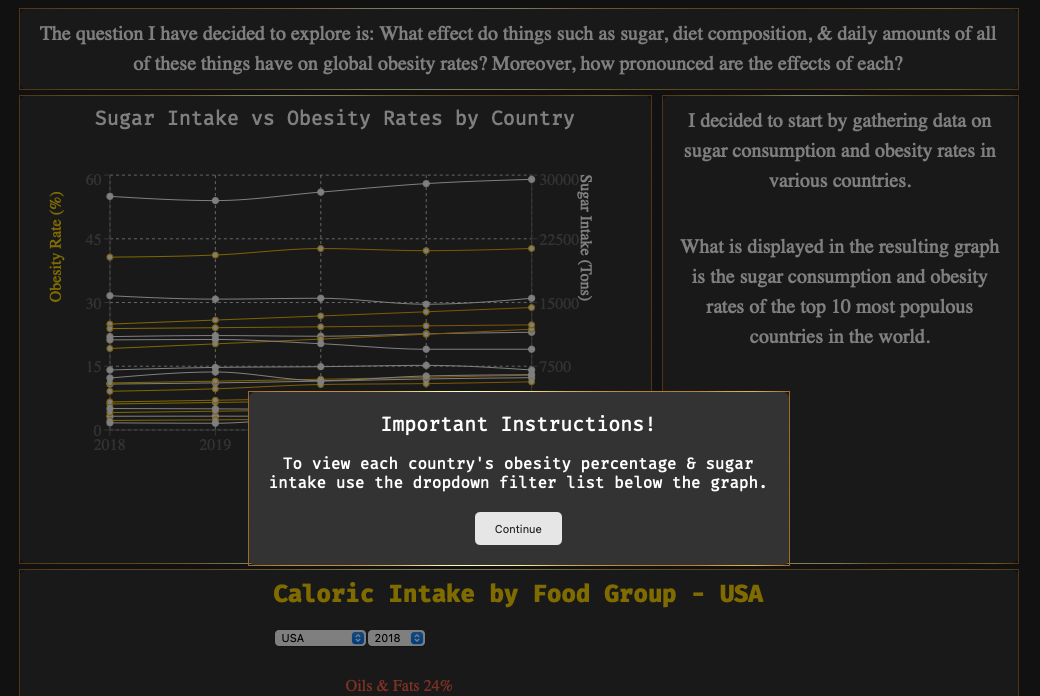 The question I have decided to explore is: What effect do things such as sugar, diet composition, & daily amounts of all
of these things have on global obesity rates? Moreover, how pronounced are the effects of each?
Sugar Intake vs Obesity Rates by Country
60
45
30
15
0
Obesity Rate (%)
30000
22500
15000
7500
Sugar Intake (Tons)
2018
2019
I decided to start by gathering data on
sugar consumption and obesity rates in
various countries.
What is displayed in the resulting graph
is the sugar consumption and obesity
rates of the top 10 most populous
countries in the world.
Important Instructions!
To view each country's obesity percentage & sugar
intake use the dropdown filter list below the graph.
Continue
Caloric Intake by Food Group - USA
USA
2018
Oils & Fats 24%